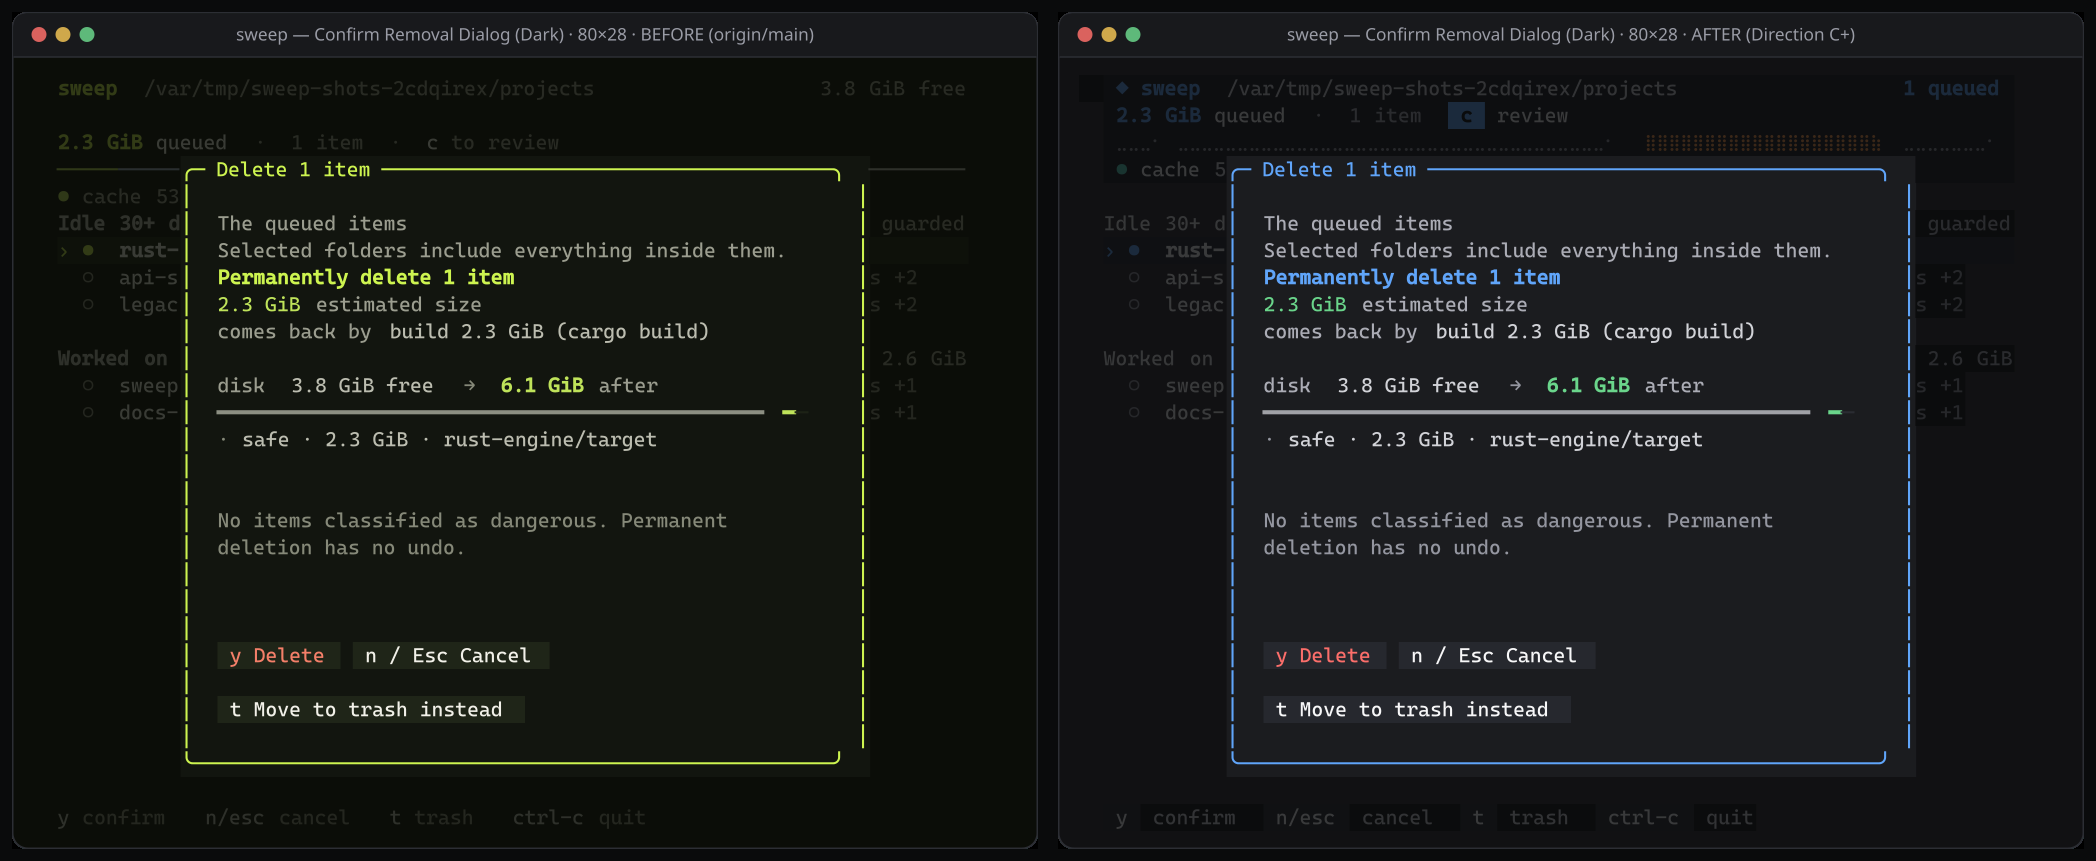 sweep — Confirm Removal Dialog (Dark) · 80×28 · BEFORE (origin/main)
sweep /var/tmp/sweep-shots-2cdqirex/projects 3.8 GiB free
2.3 GiB queued · 1 item · c to review
Delete 1 item
● cache 53
Idle 30+ d guarded
› ● rust-
○ api-s s +2
○ legac s +2
Worked on 2.6 GiB
○ sweep s +1
○ docs- s +1
The queued items
Selected folders include everything inside them.
Permanently delete 1 item
2.3 GiB estimated size
comes back by build 2.3 GiB (cargo build)
disk 3.8 GiB free → 6.1 GiB after
· safe · 2.3 GiB · rust-engine/target
No items classified as dangerous. Permanent
deletion has no undo.
y Delete n / Esc Cancel
t Move to trash instead
y confirm n/esc cancel t trash ctrl-c quit
sweep — Confirm Removal Dialog (Dark) · 80×28 · AFTER (Direction C+)
◆ sweep /var/tmp/sweep-shots-2cdqirex/projects 1 queued
2.3 GiB queued · 1 item c review
● cache 5
Delete 1 item
Idle 30+ d guarded
› ● rust-
○ api-s s +2
○ legac s +2
Worked on 2.6 GiB
○ sweep s +1
○ docs- s +1
The queued items
Selected folders include everything inside them.
Permanently delete 1 item
2.3 GiB estimated size
comes back by build 2.3 GiB (cargo build)
disk 3.8 GiB free → 6.1 GiB after
· safe · 2.3 GiB · rust-engine/target
No items classified as dangerous. Permanent
deletion has no undo.
y Delete n / Esc Cancel
t Move to trash instead
y confirm n/esc cancel t trash ctrl-c quit